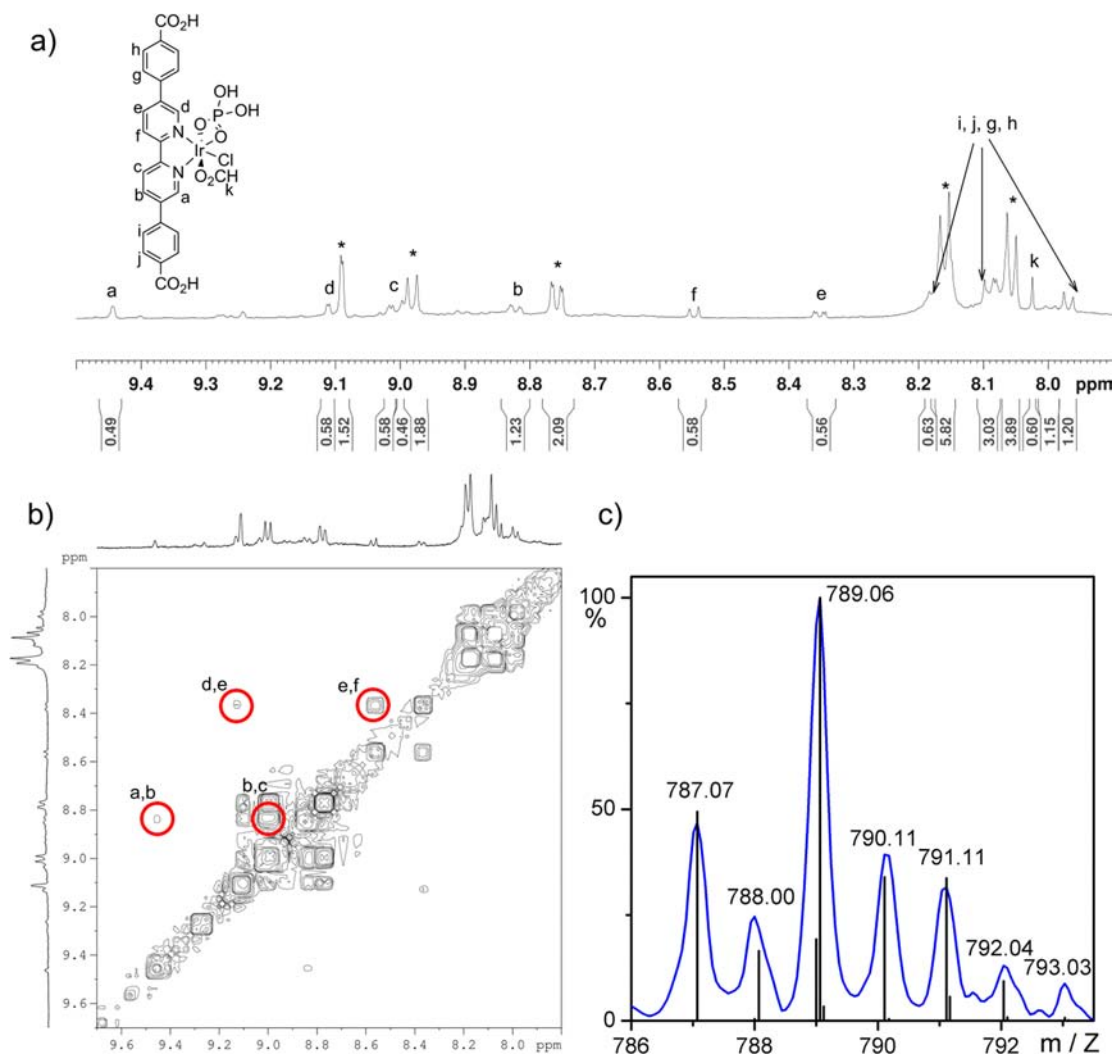 a)
CO2H
h
g
e
d
OH
P
OH
O
O
f
N
Ir
Cl
c
N
O2CH
k
b
a
i
j
CO2H
a
d
*
c
*
b
*
f
e
*
i, j, g, h
*
k
9.4 9.3 9.2 9.1 9.0 8.9 8.8 8.7 8.6 8.5 8.4 8.3 8.2 8.1 8.0 ppm
0.49 0.58 1.52 0.58 0.46 1.88 1.23 2.09 0.58 0.56 0.63 5.82 3.03 3.89 0.60 1.15 1.20
b)
ppm
8.0
8.2
8.4
8.6
8.8
9.0
9.2
9.4
9.6
d,e
e,f
a,b
b,c
9.6 9.4 9.2 9.0 8.8 8.6 8.4 8.2 8.0 ppm
c)
100
%
50
0
789.06
787.07
788.00
790.11
791.11
792.04
793.03
786 788 790 792 m / Z